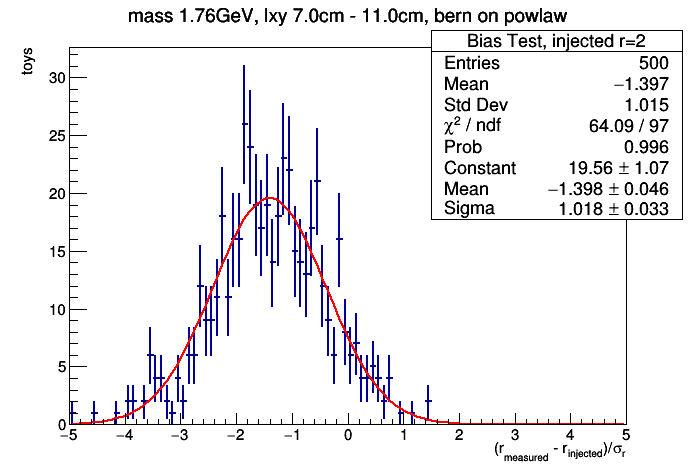 mass 1.76GeV, lxy 7.0cm - 11.0cm, bern on powlaw
toys
Bias Test, injected r=2
Entries 500
Mean −1.397
Std Dev 1.015
χ² / ndf 64.09 / 97
Prob 0.996
Constant 19.56 ± 1.07
Mean −1.398 ± 0.046
Sigma 1.018 ± 0.033
30
25
20
15
10
5
0
−5 −4 −3 −2 −1 0 1 2 3 4 5
(r_measured - r_injected)/σ_r